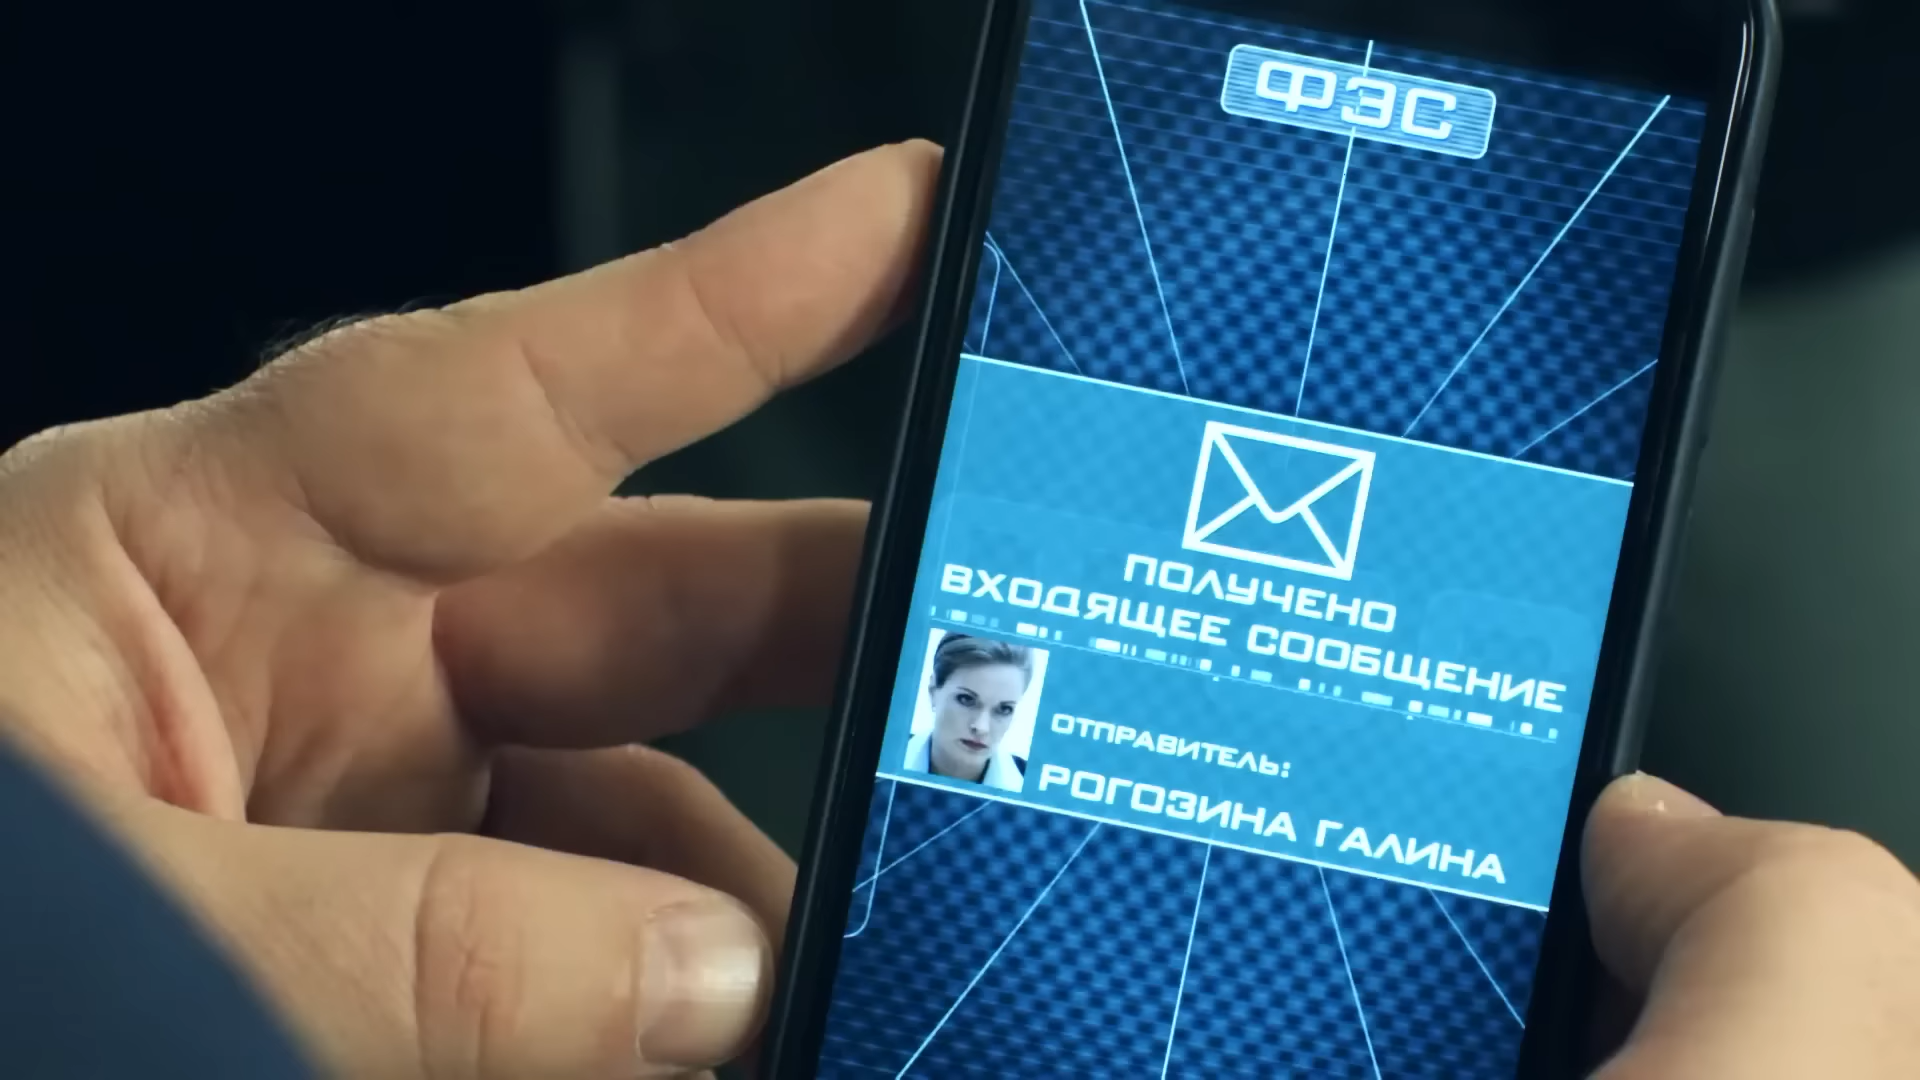 ФЭС
ПОЛУЧЕНО
ВХОДЯЩЕЕ СООБЩЕНИЕ
ОТПРАВИТЕЛЬ:
РОГОЗИНА ГАЛИНА